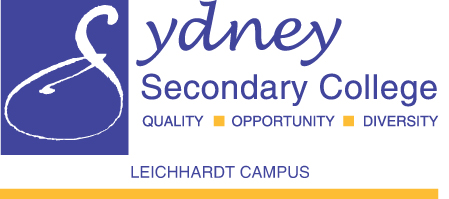 Sydney
Secondary College
QUALITY ■ OPPORTUNITY ■ DIVERSITY
LEICHHARDT CAMPUS